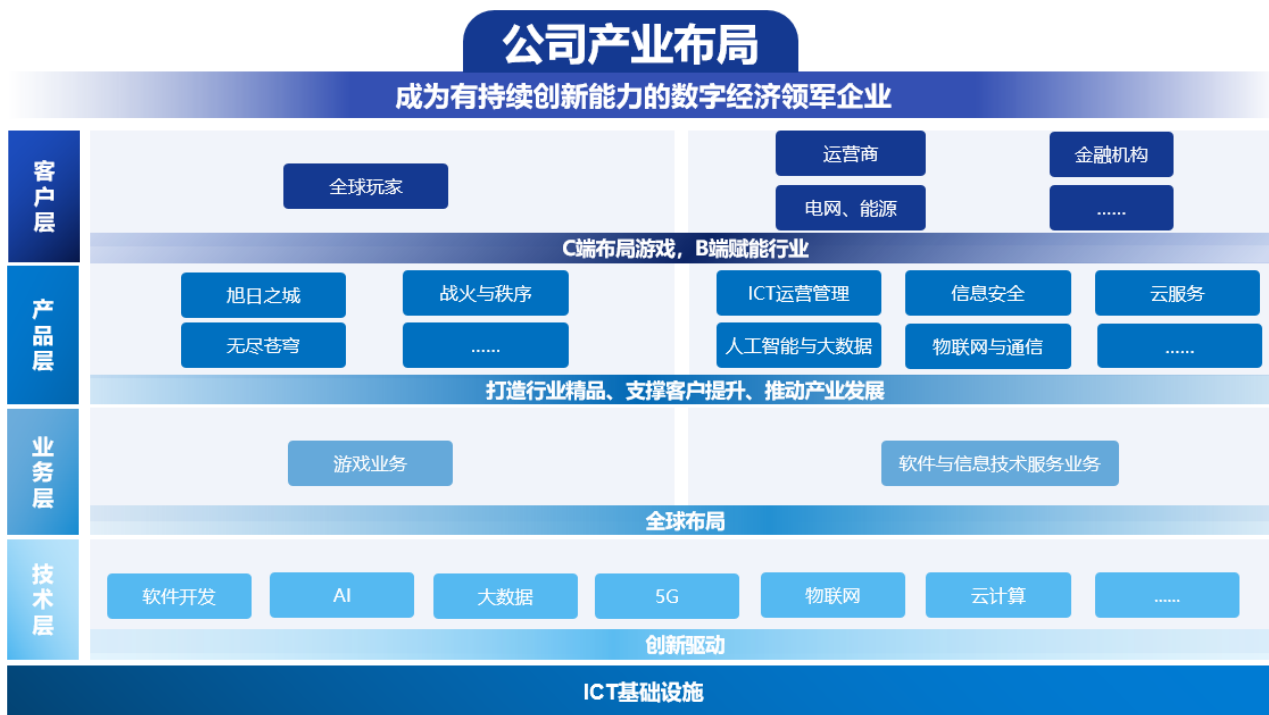 公司产业布局
成为有持续创新能力的数字经济领军企业
客户层
全球玩家
运营商
金融机构
电网、能源
......
C端布局游戏，B端赋能行业
产品层
旭日之城
战火与秩序
ICT运营管理
信息安全
云服务
无尽苍穹
......
人工智能与大数据
物联网与通信
......
打造行业精品、支撑客户提升、推动产业发展
业务层
游戏业务
软件与信息技术服务业务
全球布局
技术层
软件开发
AI
大数据
5G
物联网
云计算
......
创新驱动
ICT基础设施